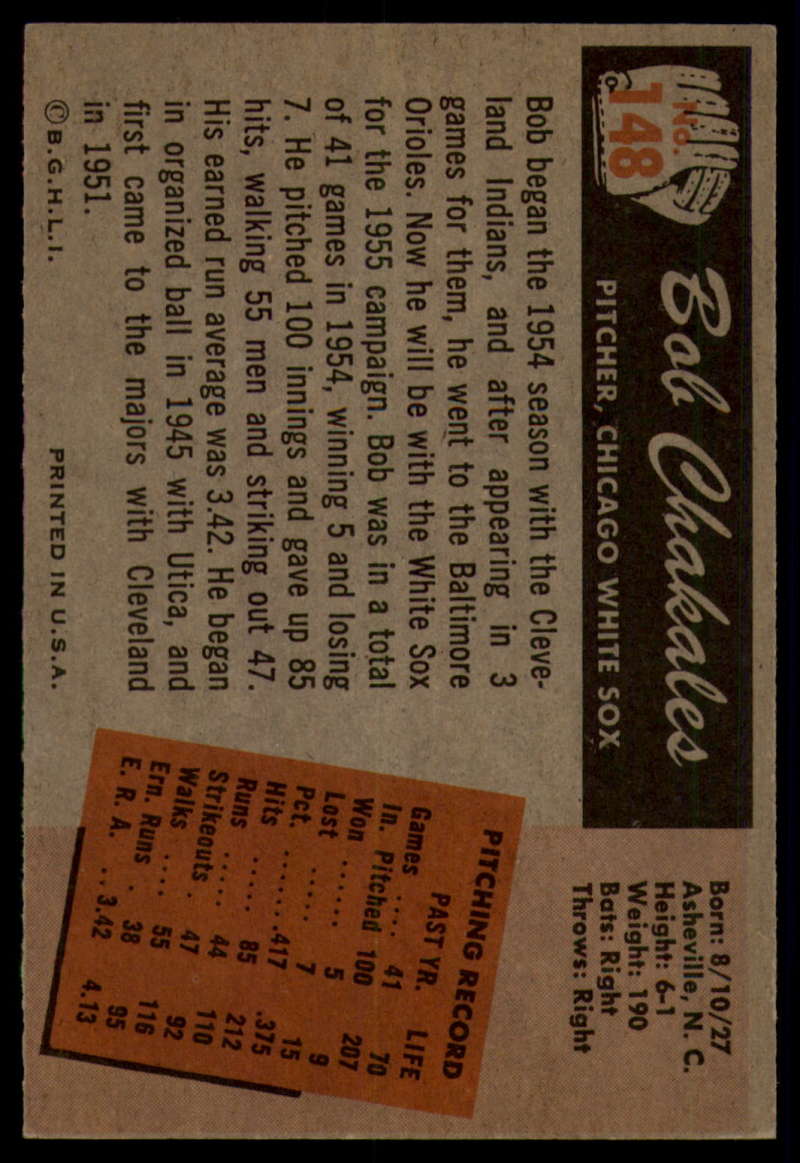 No.
148
Bob Chakales
PITCHER, CHICAGO WHITE SOX
Born: 8/10/27
Asheville, N. C.
Height: 6-1
Weight: 190
Bats: Right
Throws: Right
Bob began the 1954 season with the Cleve-
land Indians, and after appearing in 3
games for them, he went to the Baltimore
Orioles. Now he will be with the White Sox
for the 1955 campaign. Bob was in a total
of 41 games in 1954, winning 5 and losing
7. He pitched 100 innings and gave up 85
hits, walking 55 men and striking out 47.
His earned run average was 3.42. He began
in organized ball in 1945 with Utica, and
first came to the majors with Cleveland
in 1951.
©B.G.H.L.I. PRINTED IN U.S.A.
PITCHING RECORD
PAST YR. LIFE
Games .... 41 70
In. Pitched 100 207
Won ...... 5 9
Lost ..... 7 15
Pct. .......417 .375
Hits ..... 85 212
Runs ..... 44 110
Strikeouts . 47 92
Walks .... 55 116
Ern. Runs . 38 95
E. R. A. ..3.42 4.13